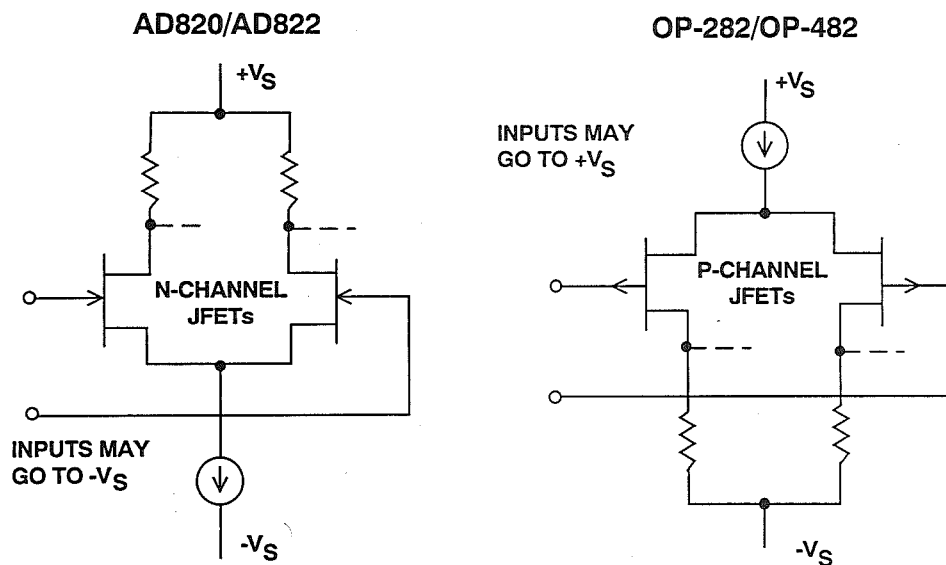 AD820/AD822
+VS
N-CHANNEL
JFETs
INPUTS MAY
GO TO -VS
-VS
OP-282/OP-482
+VS
INPUTS MAY
GO TO +VS
P-CHANNEL
JFETs
-VS